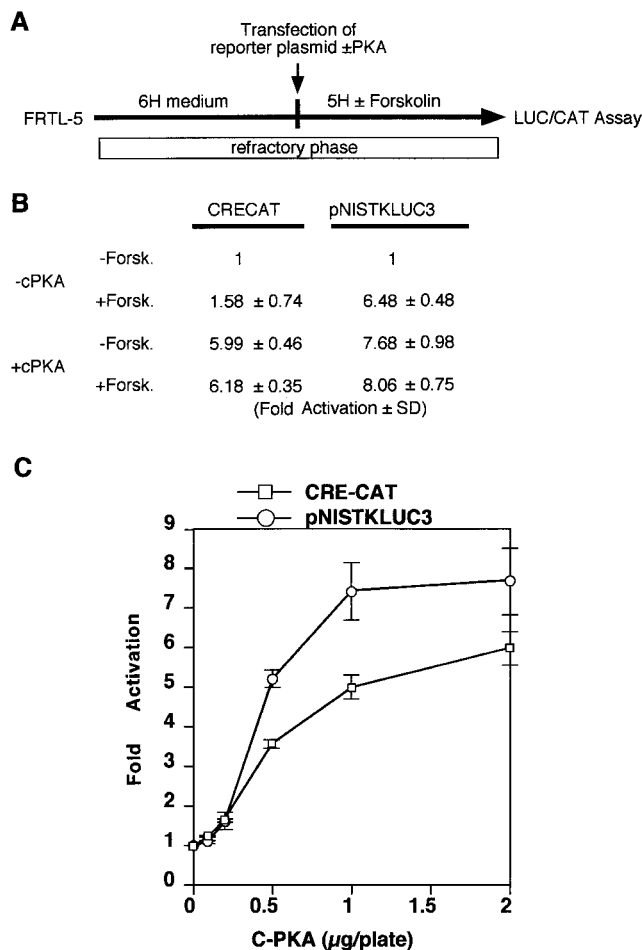 A
Transfection of
reporter plasmid ±PKA
6H medium
5H ± Forskolin
FRTL-5
LUC/CAT Assay
refractory phase
B
CRECAT pNISTKLUC3
-Forsk. 1 1
-cPKA
+Forsk. 1.58 ± 0.74 6.48 ± 0.48
-Forsk. 5.99 ± 0.46 7.68 ± 0.98
+cPKA
+Forsk. 6.18 ± 0.35 8.06 ± 0.75
(Fold Activation ± SD)
C
CRE-CAT
pNISTKLUC3
9
8
7
6
5
4
3
2
1
0
Fold Activation
0 0.5 1 1.5 2
C-PKA (μg/plate)